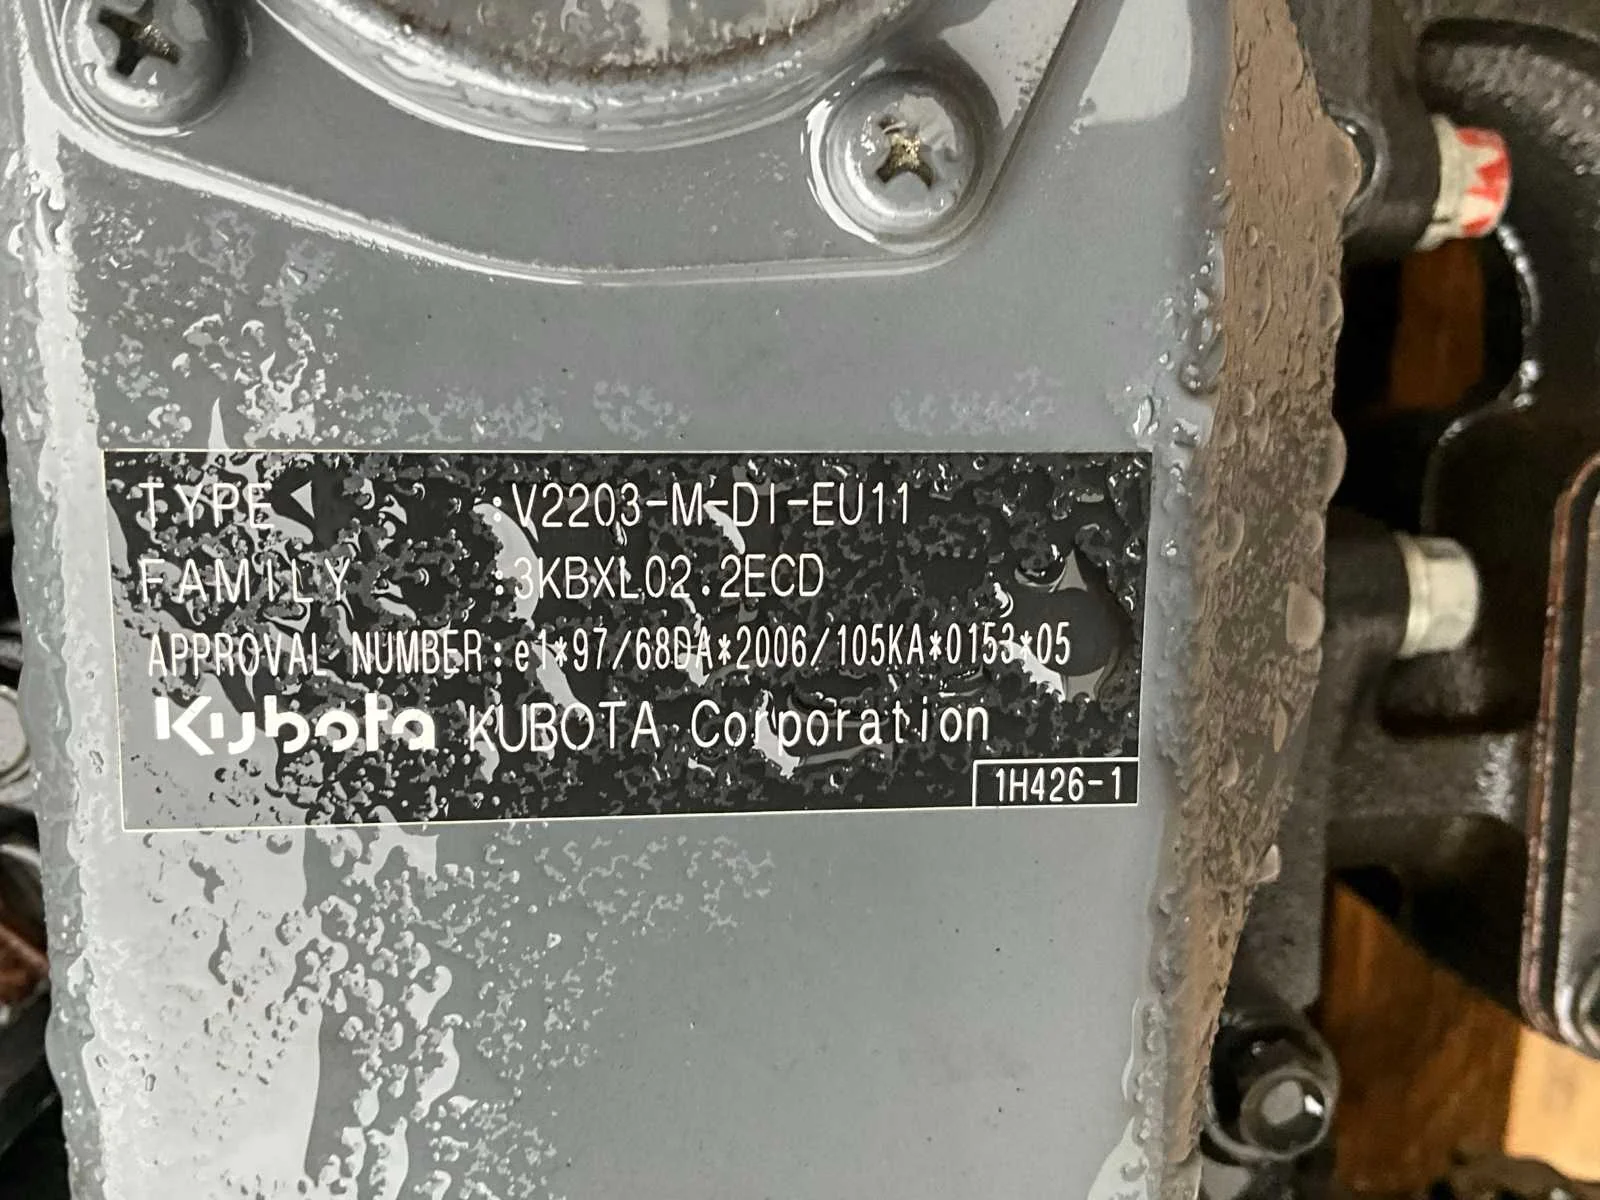 TYPE :V2203-M-DI-EU11
FAMILY :3KBXL02.2ECD
APPROVAL NUMBER:e1*97/68DA*2006/105KA*0153*05
Kubota KUBOTA Corporation
1H426-1